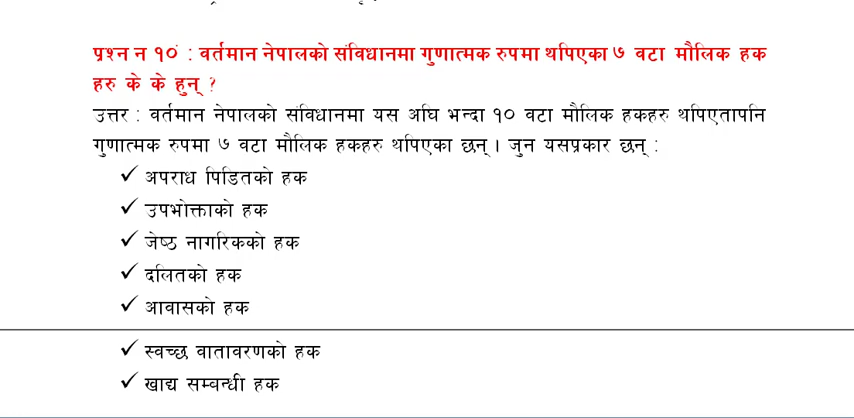 प्रश्न न १० : वर्तमान नेपालको संविधानमा गुणात्मक रुपमा थपिएका ७ वटा मौलिक हक
हरु के के हुन् ?
उत्तर : वर्तमान नेपालको संविधानमा यस अघि भन्दा १० वटा मौलिक हकहरु थपिएतापनि
गुणात्मक रुपमा ७ वटा मौलिक हकहरु थपिएका छन् । जुन यसप्रकार छन् :
✓ अपराध पिडितको हक
✓ उपभोक्ताको हक
✓ जेष्ठ नागरिकको हक
✓ दलितको हक
✓ आवासको हक
✓ स्वच्छ वातावरणको हक
✓ खाद्य सम्बन्धी हक